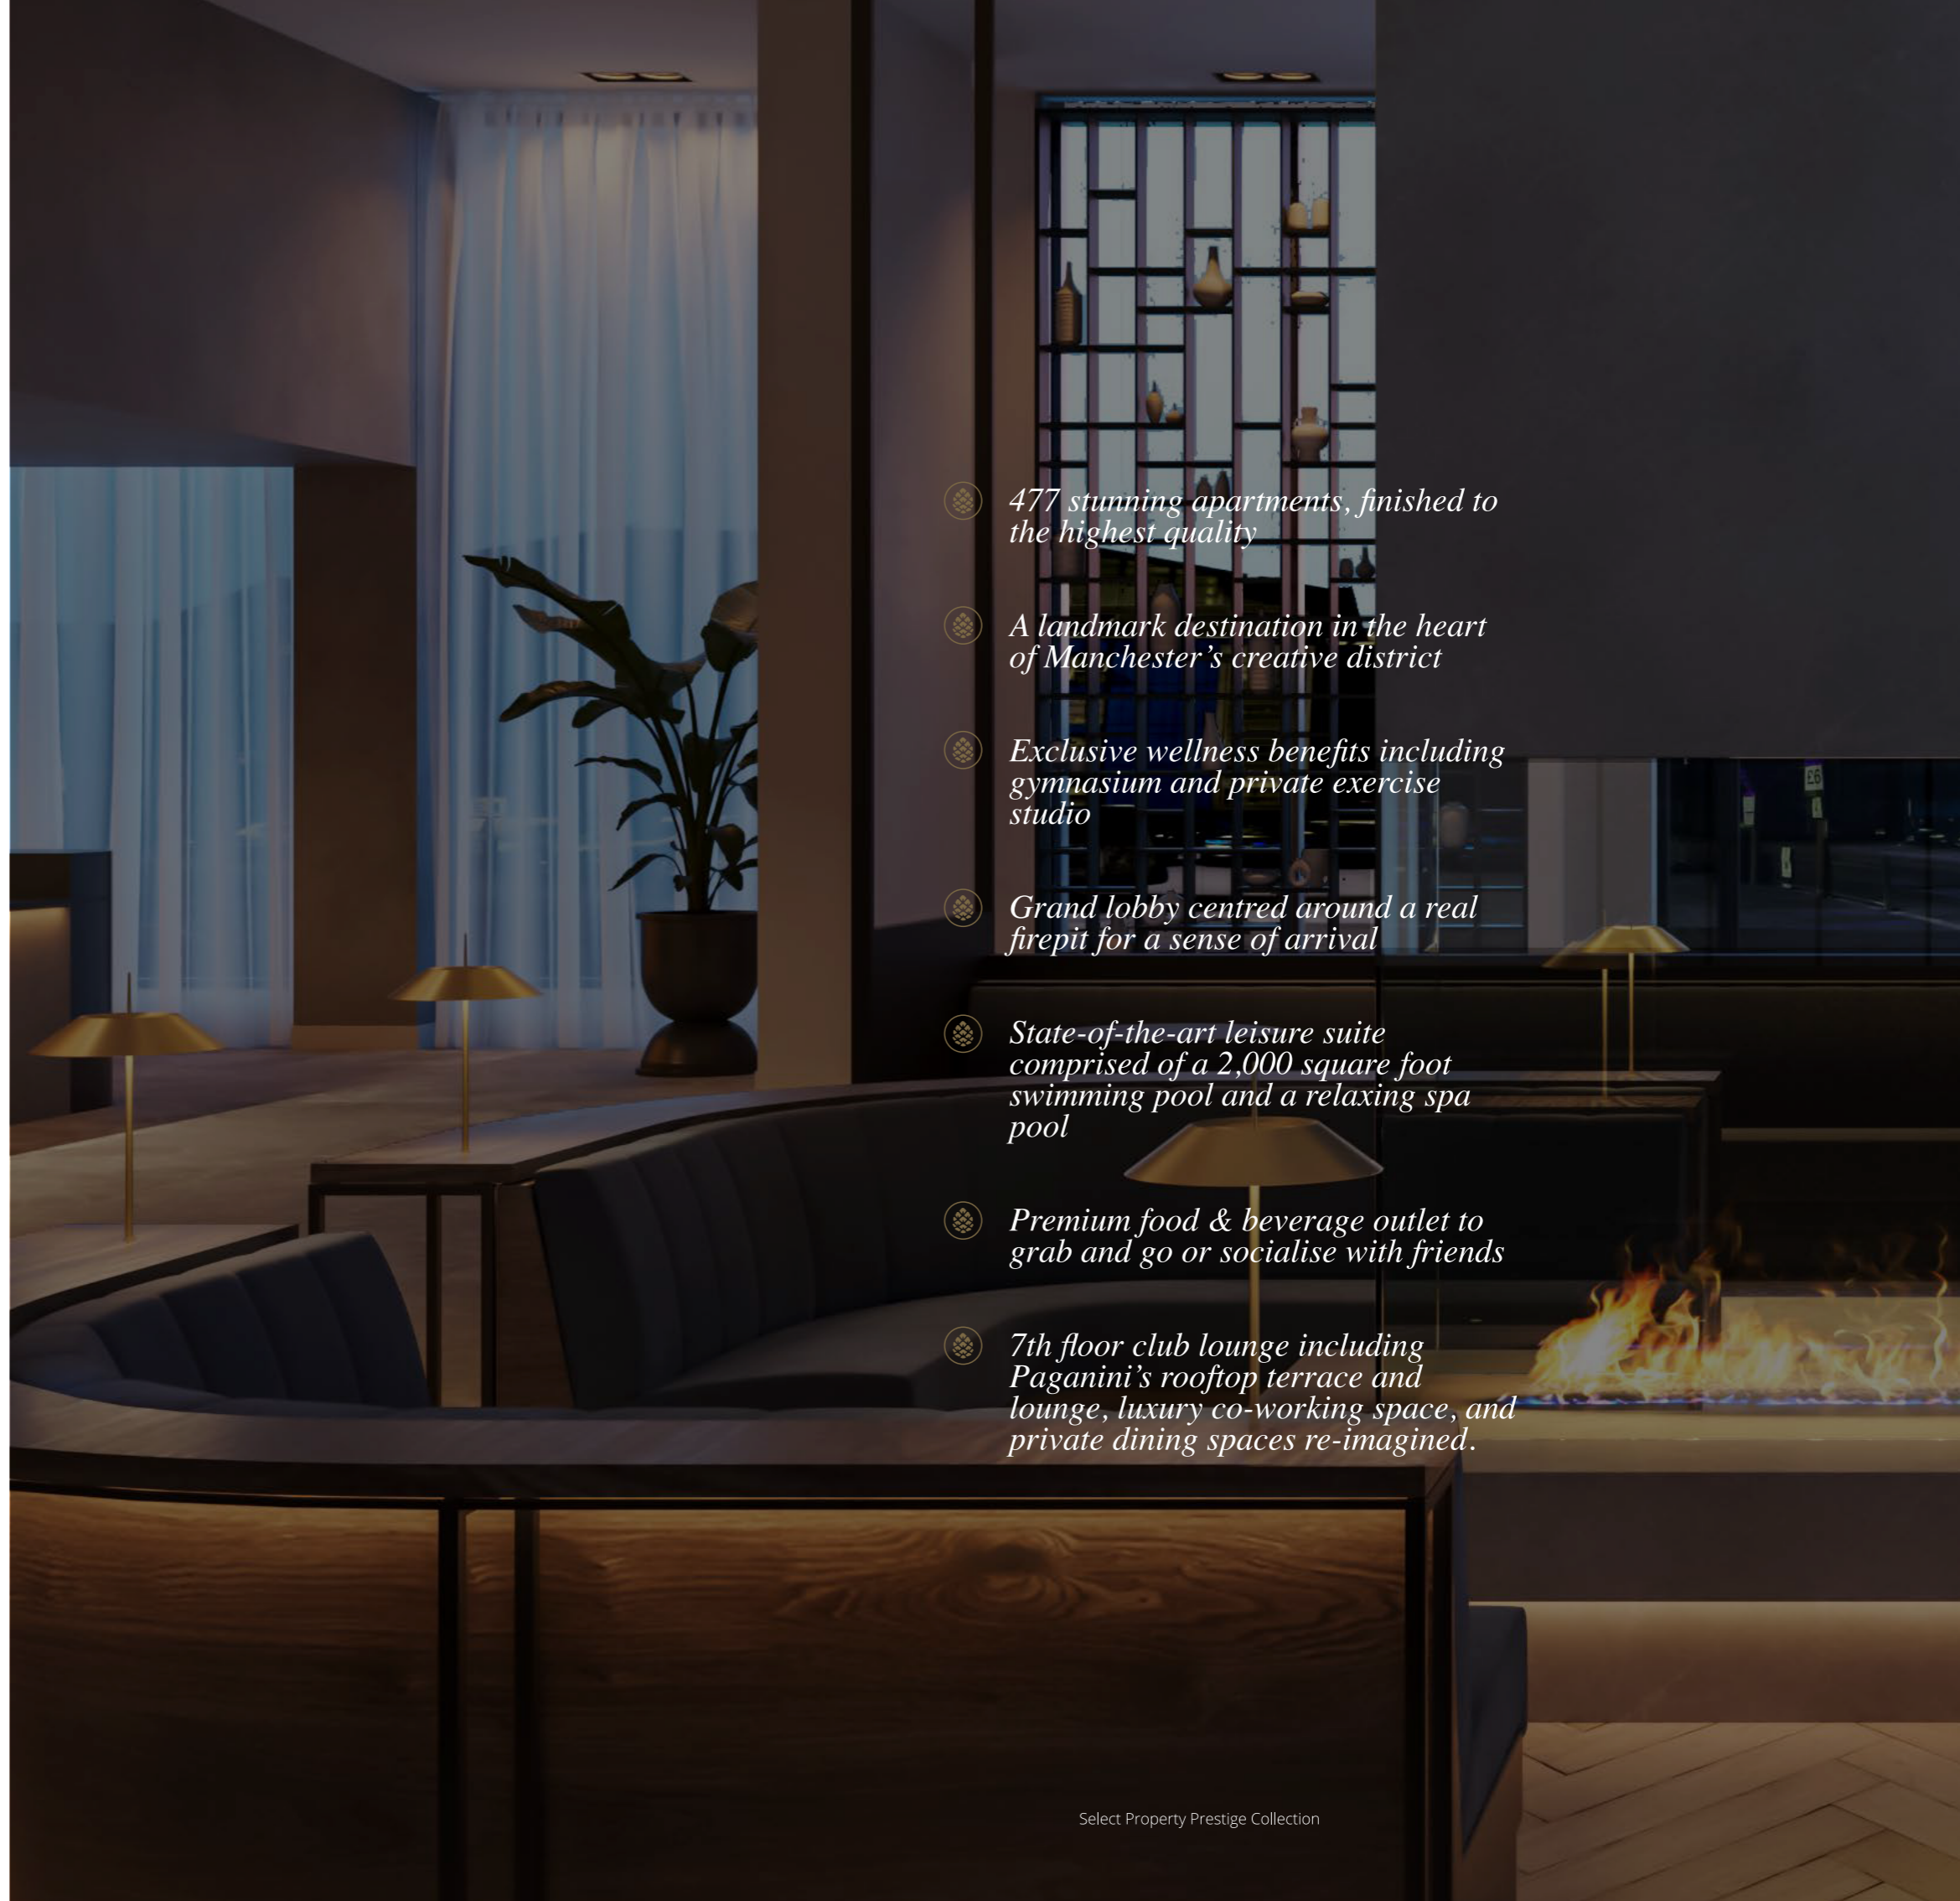 477 stunning apartments, finished to
the highest quality
A landmark destination in the heart
of Manchester’s creative district
Exclusive wellness benefits including
gymnasium and private exercise
studio
£6
Grand lobby centred around a real
firepit for a sense of arrival
State-of-the-art leisure suite
comprised of a 2,000 square foot
swimming pool and a relaxing spa
pool
Premium food & beverage outlet to
grab and go or socialise with friends
7th floor club lounge including
Paganini’s rooftop terrace and
lounge, luxury co-working space, and
private dining spaces re-imagined.
Select Property Prestige Collection